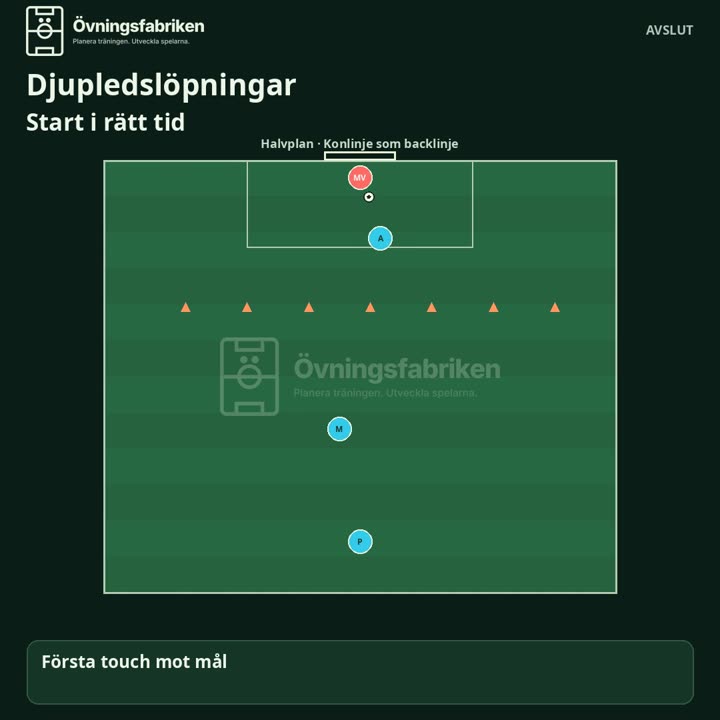 Övningsfabriken
Planera träningen. Utveckla spelarna.
AVSLUT
Djupledslöpningar
Start i rätt tid
Halvplan · Konlinje som backlinje
MV
A
Övningsfabriken
Planera träningen. Utveckla spelarna.
M
P
Första touch mot mål